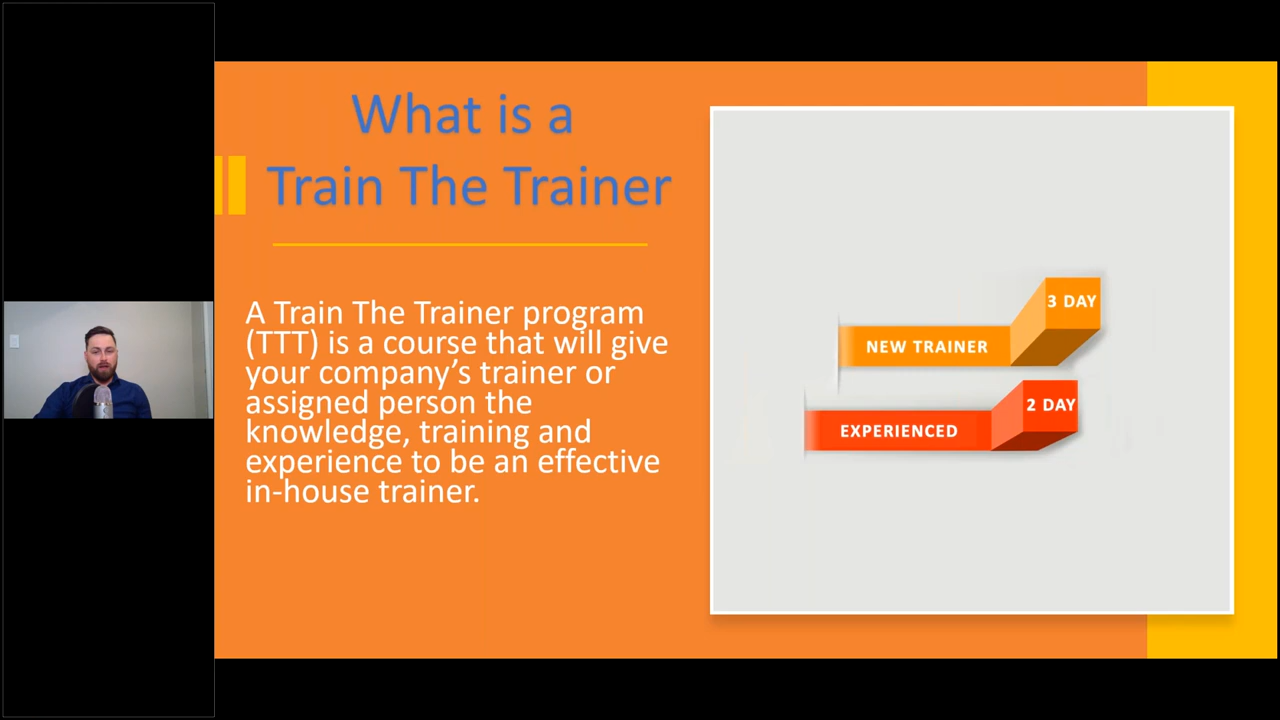 What is a
Train The Trainer
A Train The Trainer program
(TTT) is a course that will give
your company’s trainer or
assigned person the
knowledge, training and
experience to be an effective
in-house trainer.
3 DAY
NEW TRAINER
2 DAY
EXPERIENCED